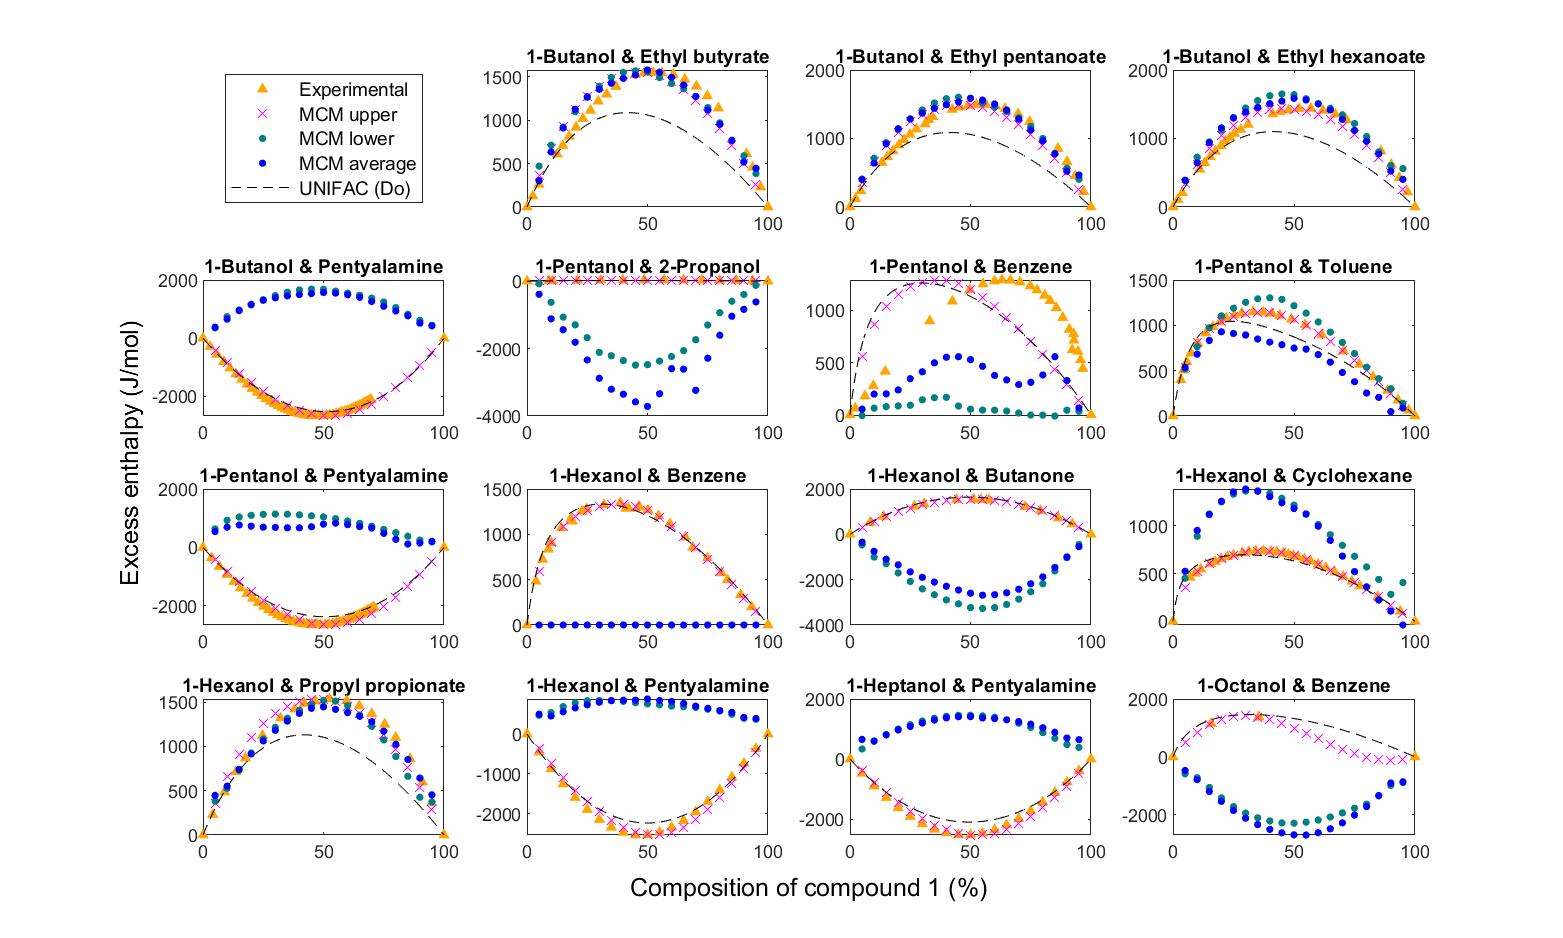 1-Butanol & Ethyl butyrate
1-Butanol & Ethyl pentanoate
1-Butanol & Ethyl hexanoate
Experimental
MCM upper
MCM lower
MCM average
UNIFAC (Do)
1500
1000
500
0
0 50 100
2000
1000
0
0 50 100
2000
1000
0
0 50 100
1-Butanol & Pentyalamine
1-Pentanol & 2-Propanol
1-Pentanol & Benzene
1-Pentanol & Toluene
2000
0
-2000
0 50 100
0
-2000
-4000
0 50 100
1000
500
0
0 50 100
1500
1000
500
0
0 50 100
Excess enthalpy (J/mol)
1-Pentanol & Pentyalamine
1-Hexanol & Benzene
1-Hexanol & Butanone
1-Hexanol & Cyclohexane
2000
0
-2000
0 50 100
1500
1000
500
0
0 50 100
2000
0
-2000
-4000
0 50 100
1000
500
0
0 50 100
1-Hexanol & Propyl propionate
1-Hexanol & Pentyalamine
1-Heptanol & Pentyalamine
1-Octanol & Benzene
1500
1000
500
0
0 50 100
0
-1000
-2000
0 50 100
2000
0
-2000
0 50 100
2000
0
-2000
0 50 100
Composition of compound 1 (%)